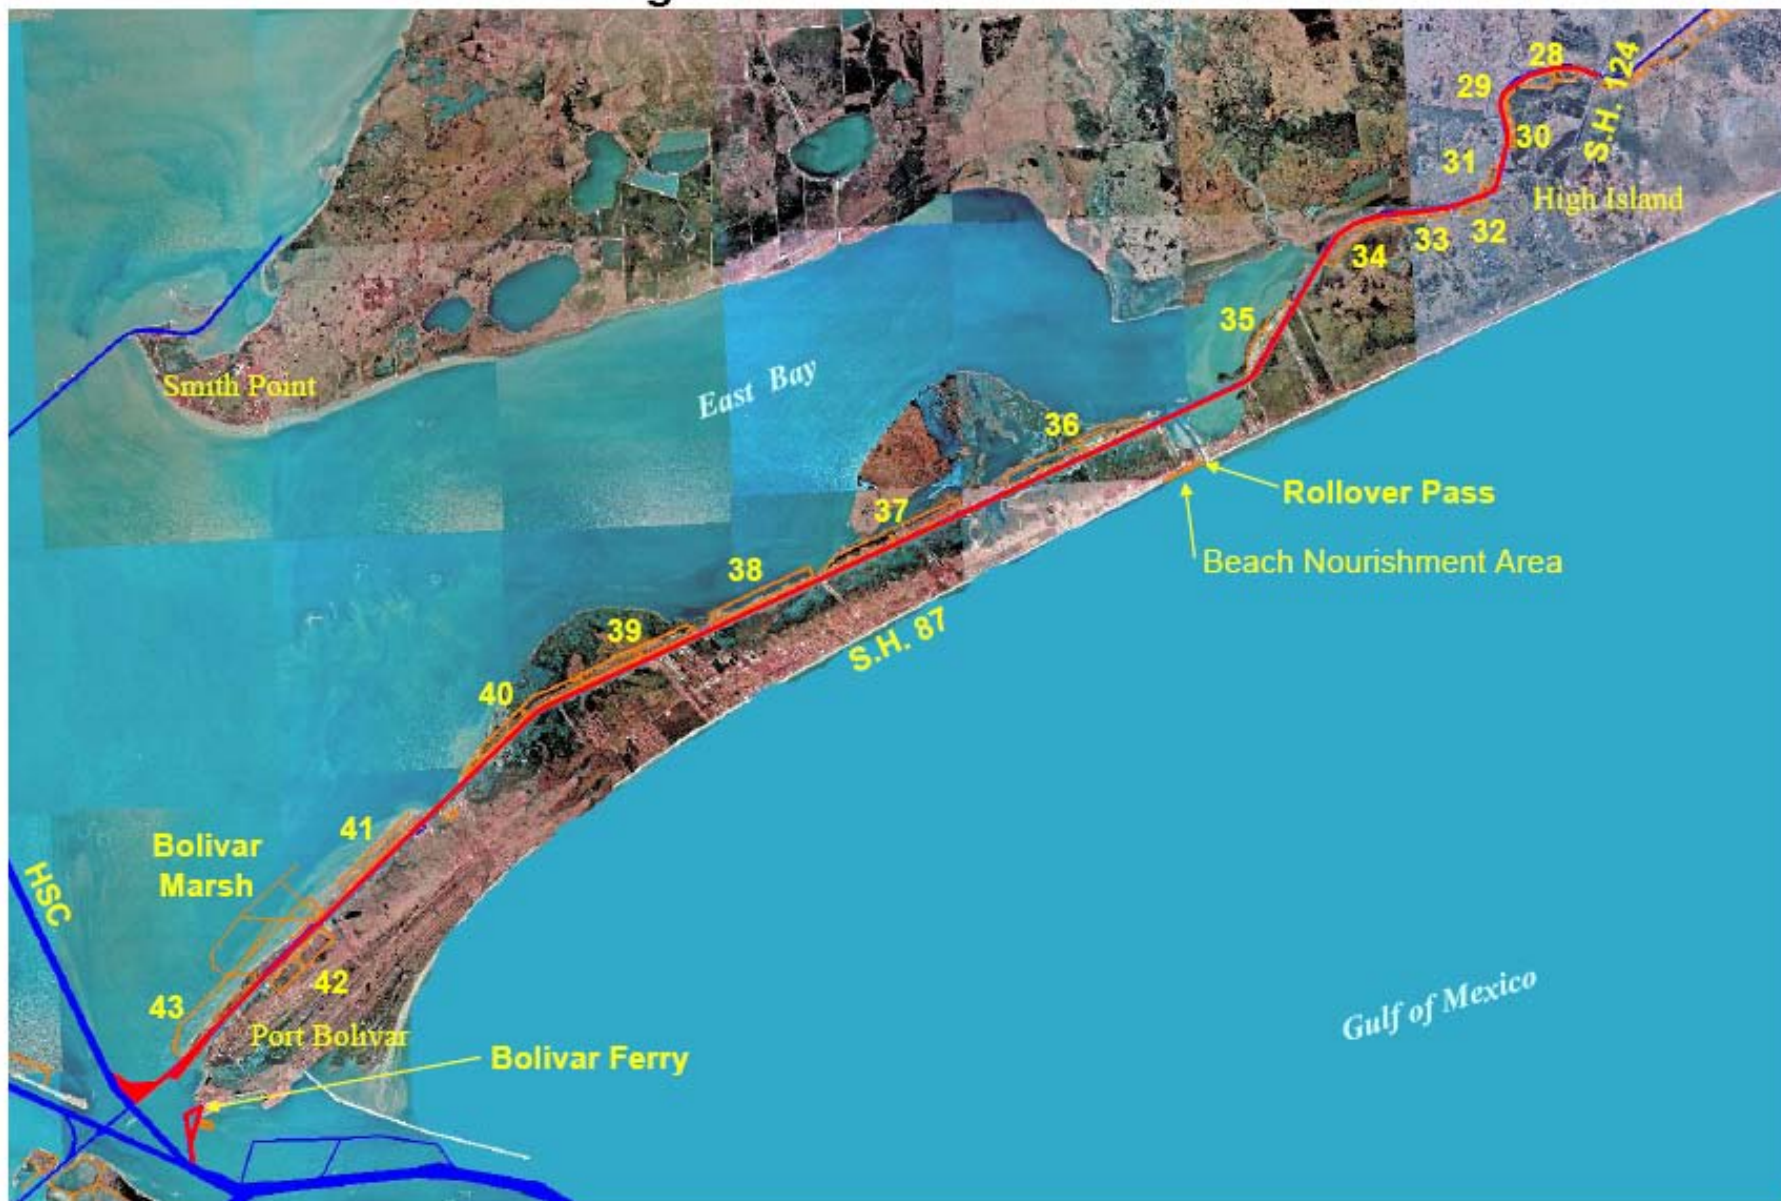 28
S.H. 124
29
30
31
High Island
32
33
34
35
Smith Point
East Bay
36
Rollover Pass
37
Beach Nourishment Area
38
39
S.H. 87
40
41
Bolivar
Marsh
HSC
42
43
Gulf of Mexico
Port Bolivar
Bolivar Ferry